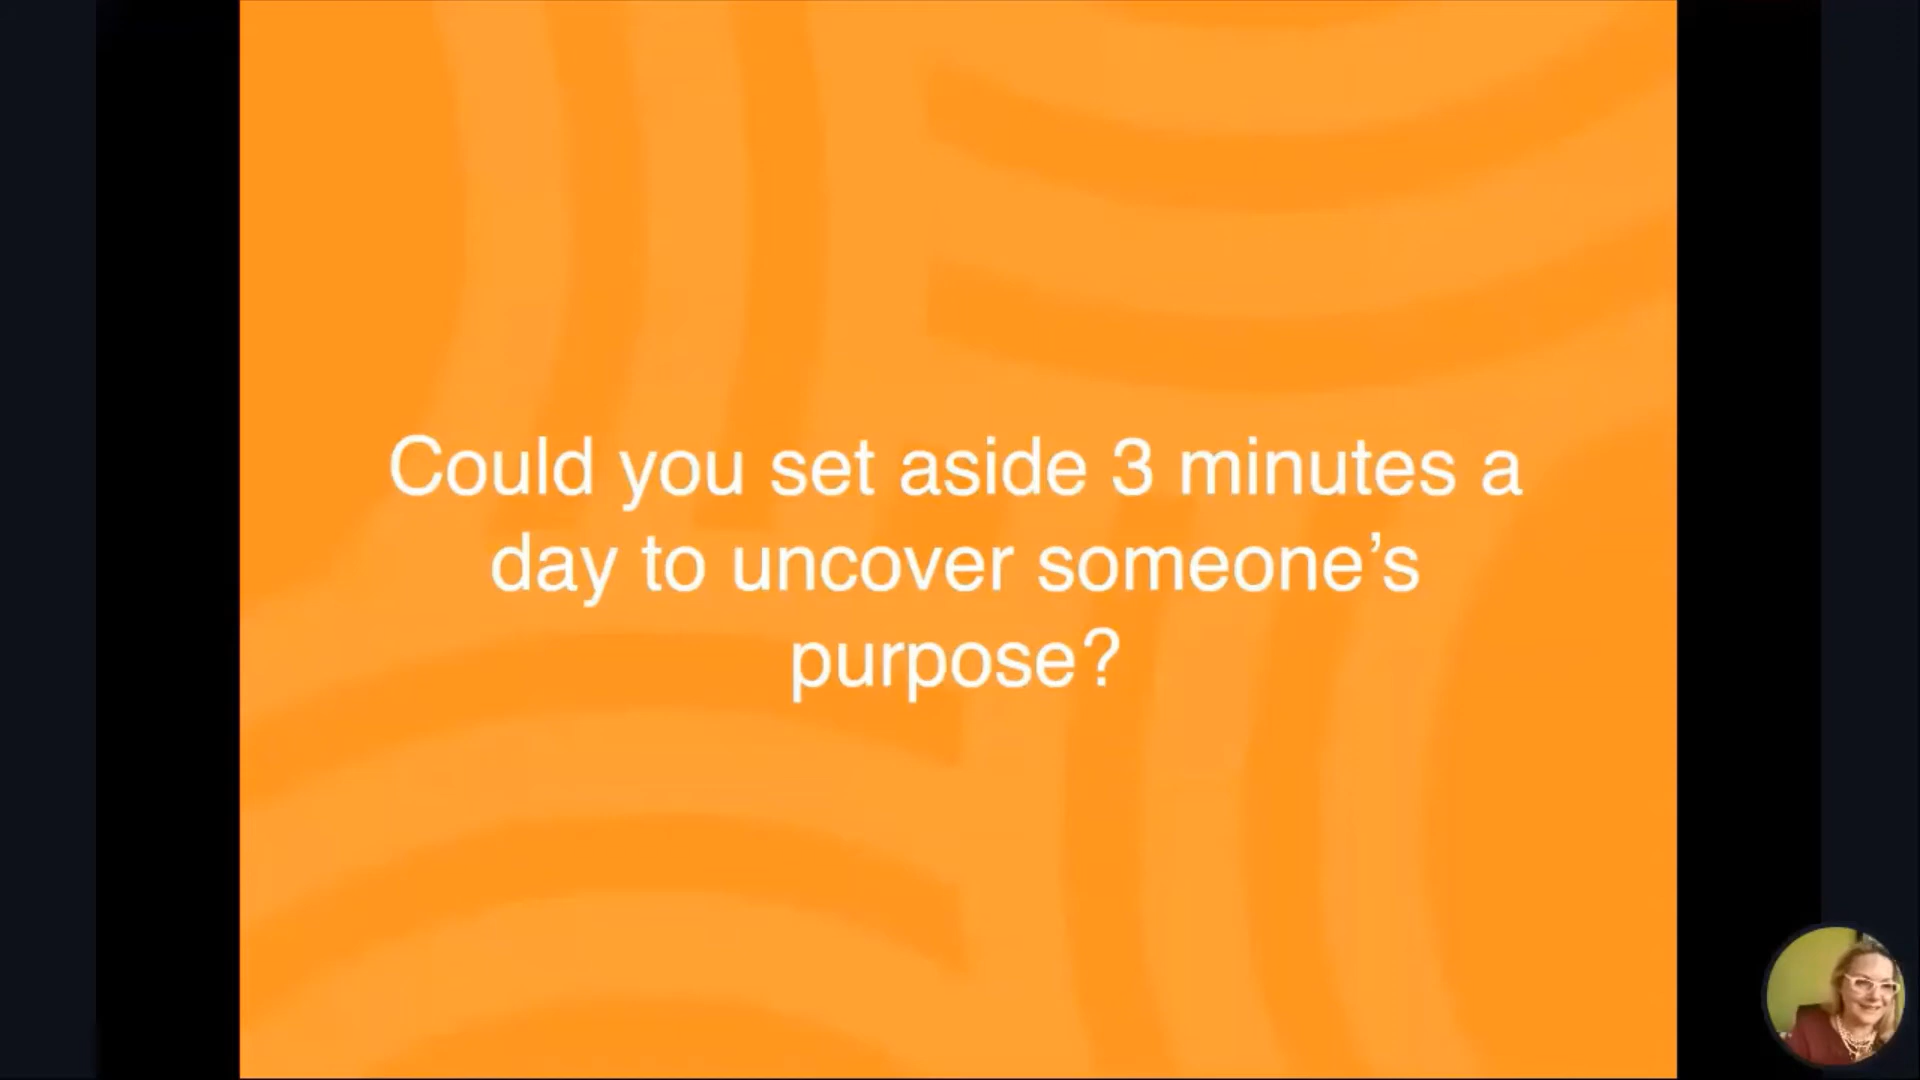 Could you set aside 3 minutes a
day to uncover someone’s
purpose?